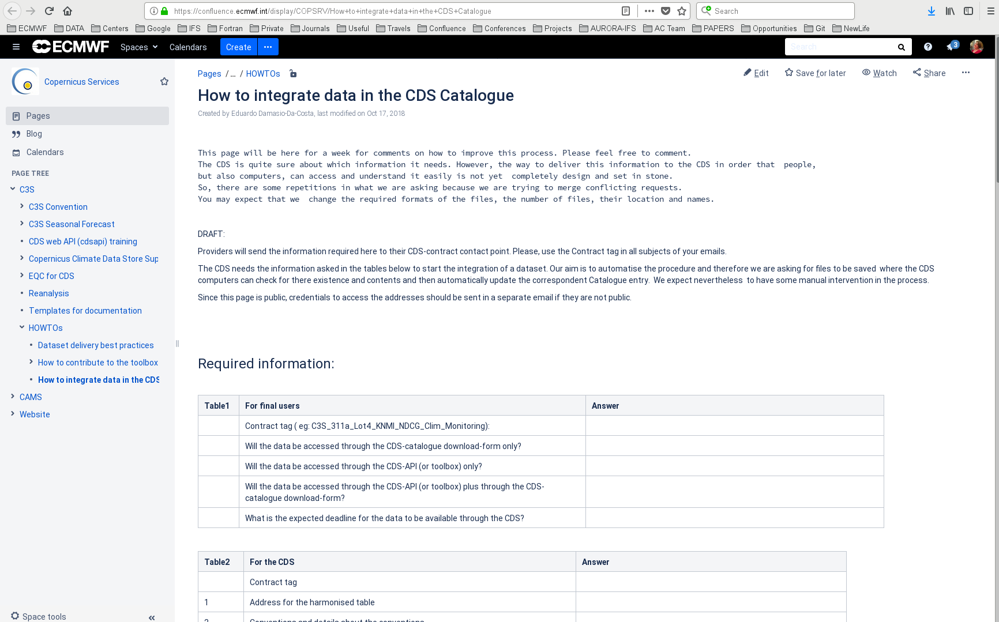 https://confluence.ecmwf.int/display/COPSRV/How+to+integrate+data+in+the+CDS+Catalogue
Search
ECMWF DATA Centers Google IFS Fortran Private Journals Useful Travels Confluence Conferences Projects AURORA-IFS AC Team PAPERS Opportunities Git NewLife
ECMWF Spaces Calendars Create Search 3
Copernicus Services
Pages
Blog
Calendars
PAGE TREE
C3S
C3S Convention
C3S Seasonal Forecast
CDS web API (cdsapi) training
Copernicus Climate Data Store Sup
EQC for CDS
Reanalysis
Templates for documentation
HOWTOs
Dataset delivery best practices
How to contribute to the toolbox
How to integrate data in the CDS
CAMS
Website
Space tools
Pages /... / HOWTOs
Edit Save for later Watch Share
How to integrate data in the CDS Catalogue
Created by Eduardo Damasio-Da-Costa, last modified on Oct 17, 2018
This page will be here for a week for comments on how to improve this process. Please feel free to comment.
The CDS is quite sure about which information it needs. However, the way to deliver this information to the CDS in order that  people,
but also computers, can access and understand it easily is not yet  completely design and set in stone.
So, there are some repetitions in what we are asking because we are trying to merge conflicting requests.
You may expect that we  change the required formats of the files, the number of files, their location and names.
DRAFT:
Providers will send the information required here to their CDS-contract contact point. Please, use the Contract tag in all subjects of your emails.
The CDS needs the information asked in the tables below to start the integration of a dataset. Our aim is to automatise the procedure and therefore we are asking for files to be saved  where the CDS
computers can check for there existence and contents and then automatically update the correspondent Catalogue entry.  We expect nevertheless  to have some manual intervention in the process.
Since this page is public, credentials to access the addresses should be sent in a separate email if they are not public.
Required information:
Table1 For final users Answer
Contract tag ( eg: C3S_311a_Lot4_KNMI_NDCG_Clim_Monitoring):
Will the data be accessed through the CDS-catalogue download-form only?
Will the data be accessed through the CDS-API (or toolbox) only?
Will the data be accessed through the CDS-API (or toolbox) plus through the CDS-
catalogue download-form?
What is the expected deadline for the data to be available through the CDS?
Table2 For the CDS Answer
Contract tag
1 Address for the harmonised table
2 Conventions and details about the conventions